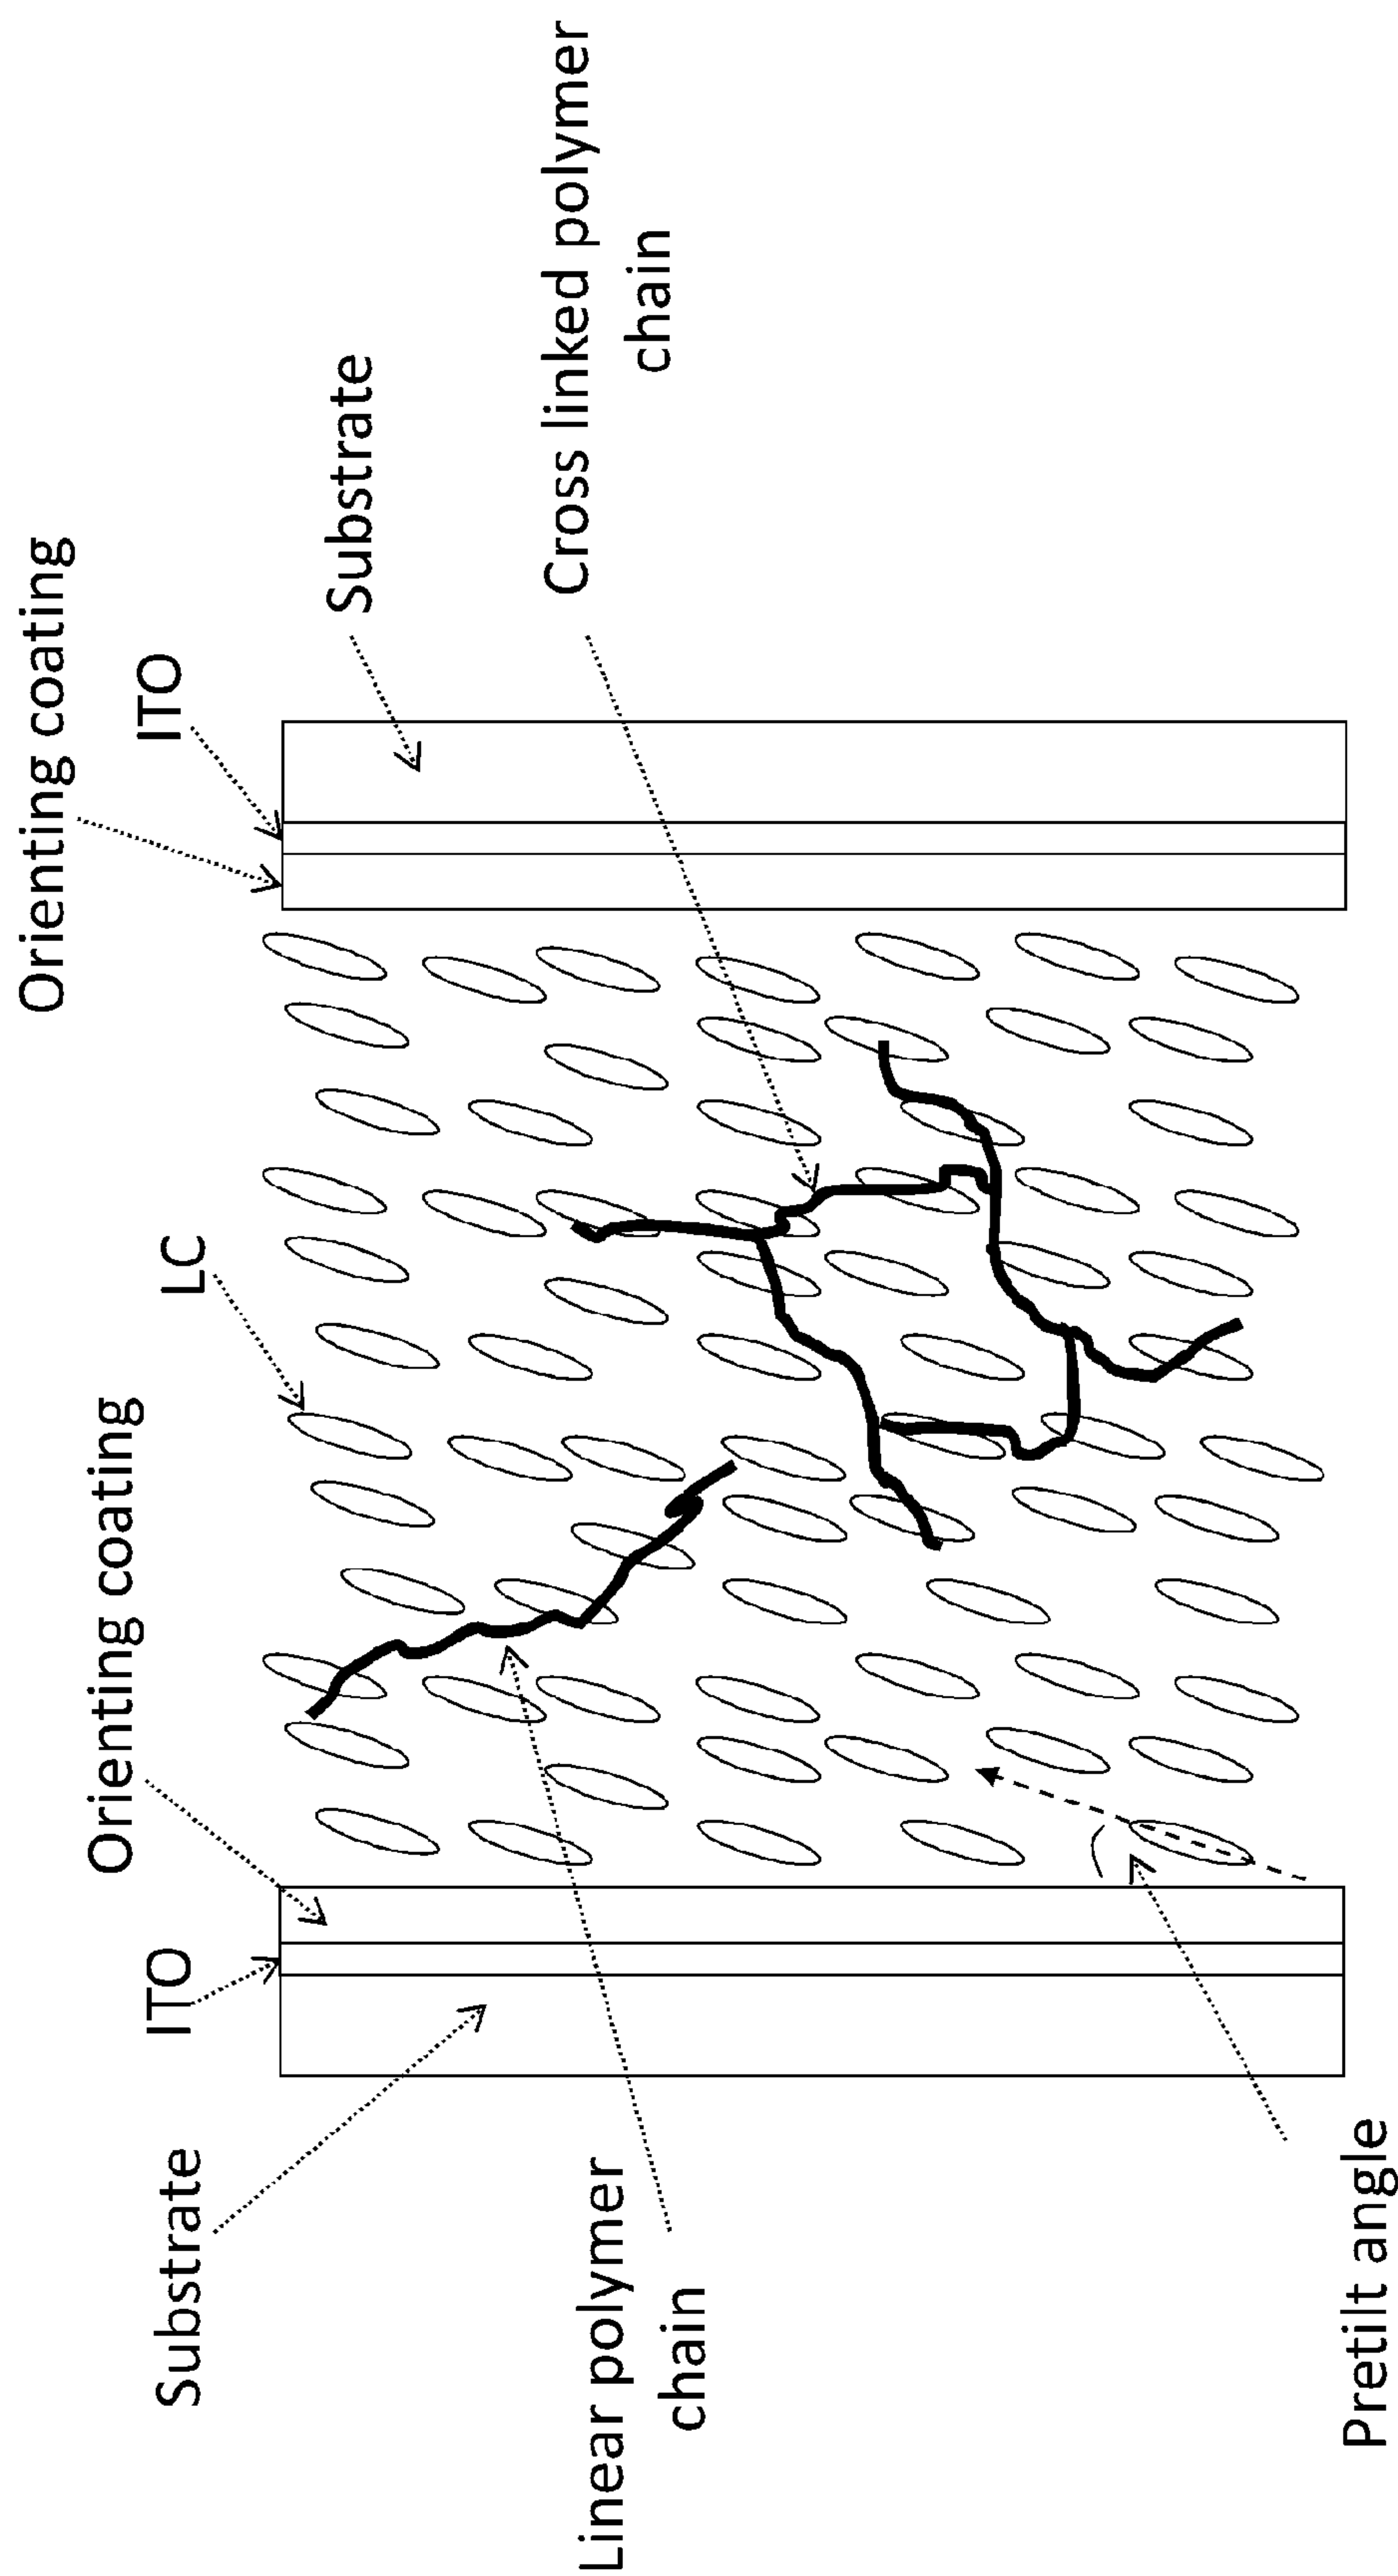 Orienting coating
Orienting coating
ITO
Substrate
ITO
LC
Substrate
Cross linked polymer
chain
Linear polymer
chain
Pretilt angle